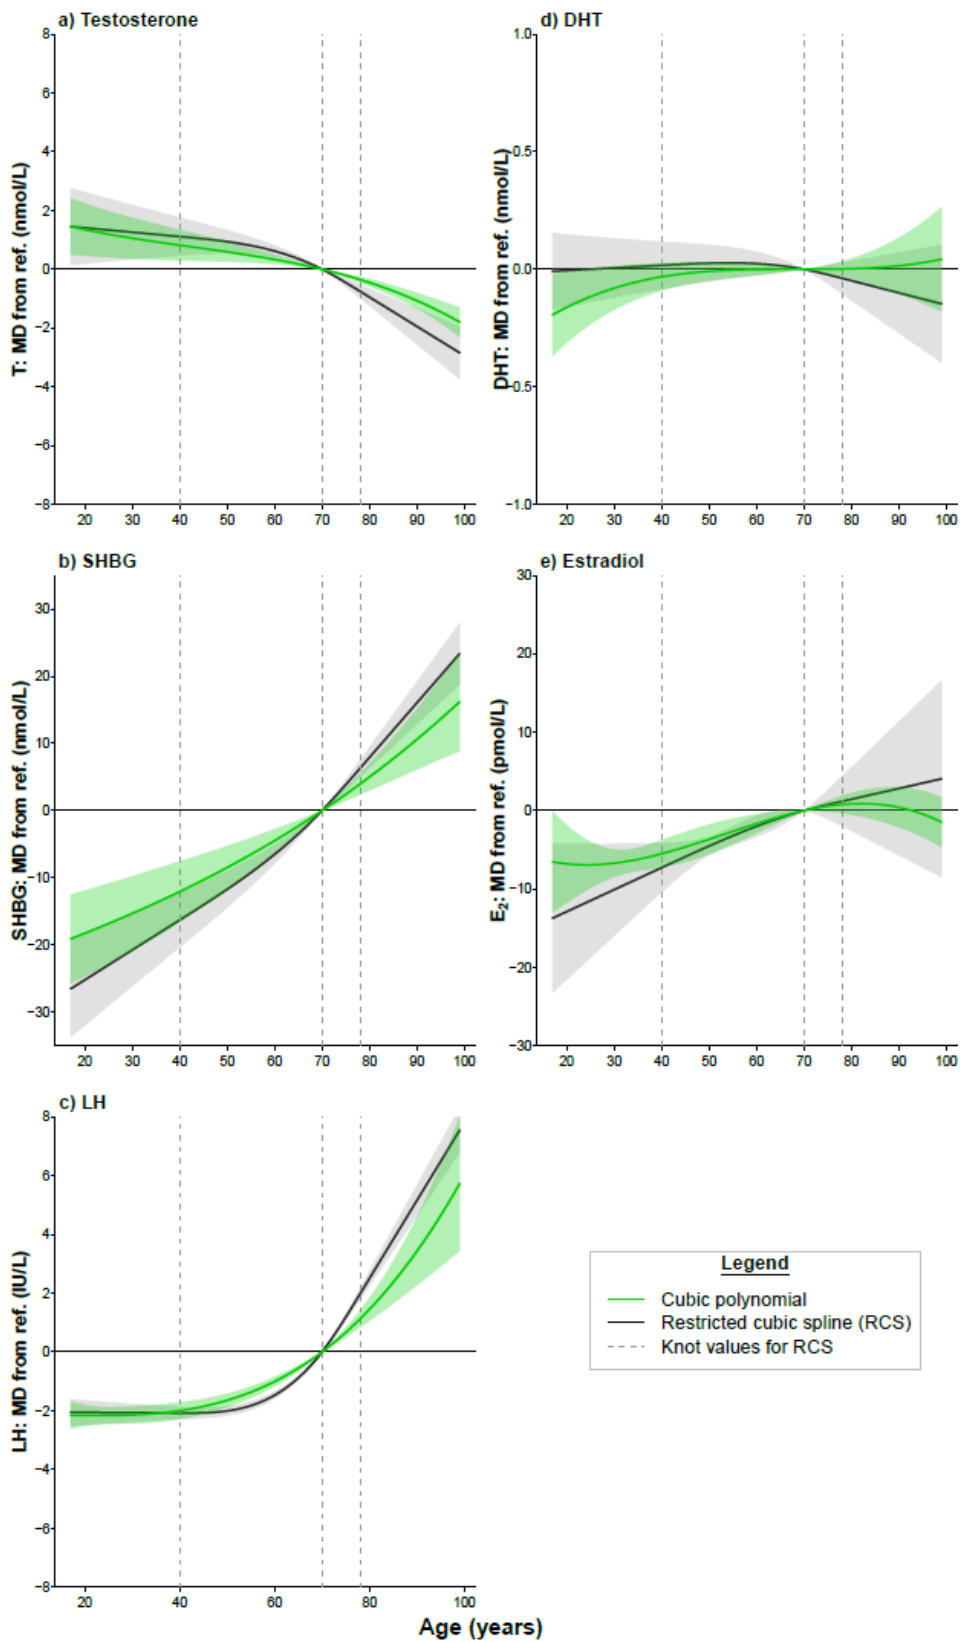 a) Testosterone
8
6
4
2
0
−2
−4
−6
−8
T: MD from ref. (nmol/L)
20 30 40 50 60 70 80 90 100
d) DHT
1.0
0.5
0.0
−0.5
−1.0
DHT: MD from ref. (nmol/L)
20 30 40 50 60 70 80 90 100
b) SHBG
30
20
10
0
−10
−20
−30
SHBG: MD from ref. (nmol/L)
20 30 40 50 60 70 80 90 100
e) Estradiol
30
20
10
0
−10
−20
−30
E₂: MD from ref. (pmol/L)
20 30 40 50 60 70 80 90 100
c) LH
8
6
4
2
0
−2
−4
−6
−8
LH: MD from ref. (IU/L)
20 30 40 50 60 70 80 90 100
Legend
Cubic polynomial
Restricted cubic spline (RCS)
Knot values for RCS
Age (years)